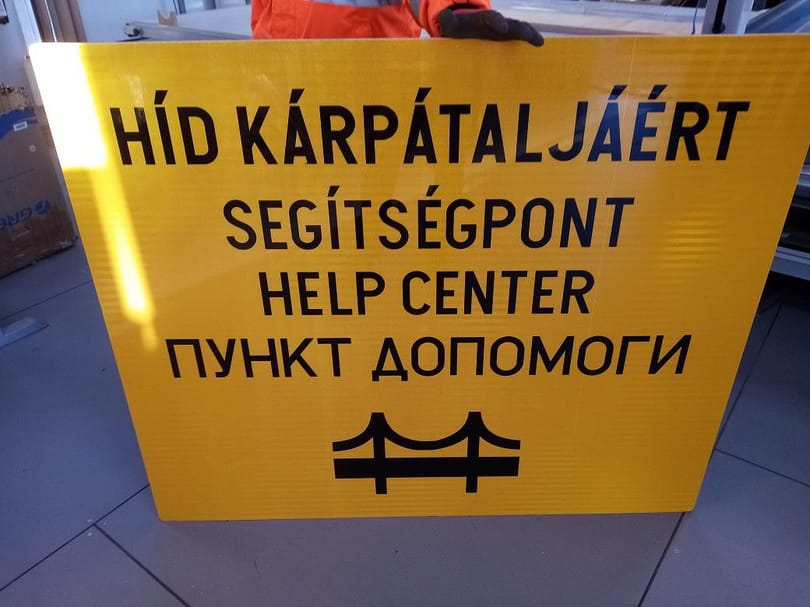 HÍD KÁRPÁTALJÁÉRT
SEGÍTSÉGPONT
HELP CENTER
ПУНКТ ДОПОМОГИ